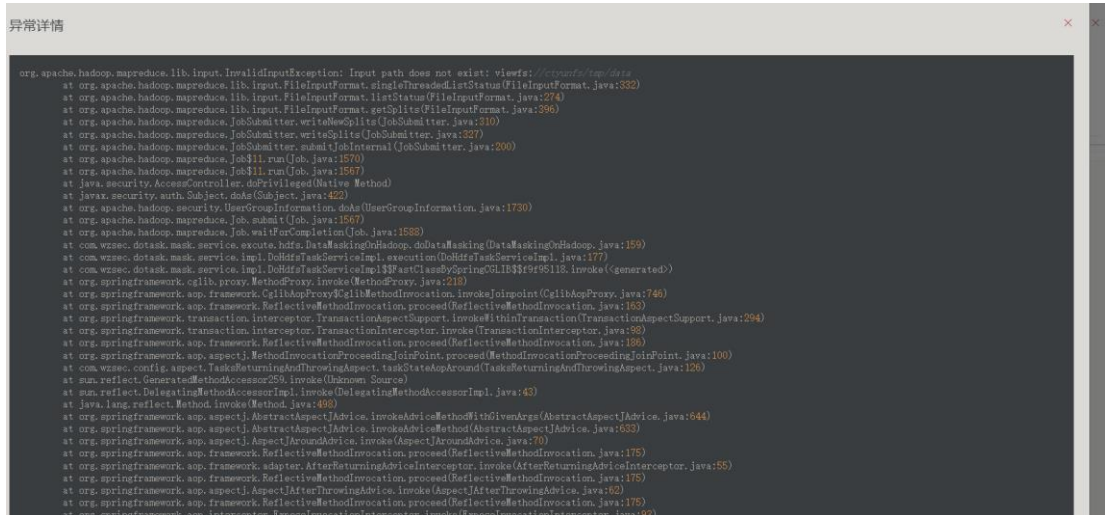 异常详情
org.apache.hadoop.mapreduce.lib.input.InvalidInputException: Input path does not exist: viewfs://ctyunfs/tmp/data
at org.apache.hadoop.mapreduce.lib.input.FileInputFormat.singleThreadedListStatus(FileInputFormat.java:332)
at org.apache.hadoop.mapreduce.lib.input.FileInputFormat.listStatus(FileInputFormat.java:274)
at org.apache.hadoop.mapreduce.lib.input.FileInputFormat.getSplits(FileInputFormat.java:396)
at org.apache.hadoop.mapreduce.JobSubmitter.writeNewSplits(JobSubmitter.java:310)
at org.apache.hadoop.mapreduce.JobSubmitter.writeSplits(JobSubmitter.java:327)
at org.apache.hadoop.mapreduce.JobSubmitter.submitJobInternal(JobSubmitter.java:200)
at org.apache.hadoop.mapreduce.Job$11.run(Job.java:1570)
at org.apache.hadoop.mapreduce.Job$11.run(Job.java:1567)
at java.security.AccessController.doPrivileged(Native Method)
at javax.security.auth.Subject.doAs(Subject.java:422)
at org.apache.hadoop.security.UserGroupInformation.doAs(UserGroupInformation.java:1730)
at org.apache.hadoop.mapreduce.Job.submit(Job.java:1567)
at org.apache.hadoop.mapreduce.Job.waitForCompletion(Job.java:1588)
at com.wzsec.dotask.mask.service.excute.hdfs.DataMaskingOnHadoop.doDataMasking(DataMaskingOnHadoop.java:159)
at com.wzsec.dotask.mask.service.impl.DoHdfsTaskServiceImpl.execution(DoHdfsTaskServiceImpl.java:177)
at com.wzsec.dotask.mask.service.impl.DoHdfsTaskServiceImpl$$FastClassBySpringCGLIB$$f9f95118.invoke(<generated>)
at org.springframework.cglib.proxy.MethodProxy.invoke(MethodProxy.java:218)
at org.springframework.aop.framework.CglibAopProxy$CglibMethodInvocation.invokeJoinpoint(CglibAopProxy.java:746)
at org.springframework.aop.framework.ReflectiveMethodInvocation.proceed(ReflectiveMethodInvocation.java:163)
at org.springframework.transaction.interceptor.TransactionAspectSupport.invokeWithinTransaction(TransactionAspectSupport.java:294)
at org.springframework.transaction.interceptor.TransactionInterceptor.invoke(TransactionInterceptor.java:98)
at org.springframework.aop.framework.ReflectiveMethodInvocation.proceed(ReflectiveMethodInvocation.java:186)
at org.springframework.aop.aspectj.MethodInvocationProceedingJoinPoint.proceed(MethodInvocationProceedingJoinPoint.java:100)
at com.wzsec.config.aspect.TasksReturningAndThrowingAspect.taskStateAopAround(TasksReturningAndThrowingAspect.java:126)
at sun.reflect.GeneratedMethodAccessor259.invoke(Unknown Source)
at sun.reflect.DelegatingMethodAccessorImpl.invoke(DelegatingMethodAccessorImpl.java:43)
at java.lang.reflect.Method.invoke(Method.java:498)
at org.springframework.aop.aspectj.AbstractAspectJAdvice.invokeAdviceMethodWithGivenArgs(AbstractAspectJAdvice.java:644)
at org.springframework.aop.aspectj.AbstractAspectJAdvice.invokeAdviceMethod(AbstractAspectJAdvice.java:633)
at org.springframework.aop.aspectj.AspectJAroundAdvice.invoke(AspectJAroundAdvice.java:70)
at org.springframework.aop.framework.ReflectiveMethodInvocation.proceed(ReflectiveMethodInvocation.java:175)
at org.springframework.aop.framework.adapter.AfterReturningAdviceInterceptor.invoke(AfterReturningAdviceInterceptor.java:55)
at org.springframework.aop.framework.ReflectiveMethodInvocation.proceed(ReflectiveMethodInvocation.java:175)
at org.springframework.aop.aspectj.AspectJAfterThrowingAdvice.invoke(AspectJAfterThrowingAdvice.java:62)
at org.springframework.aop.framework.ReflectiveMethodInvocation.proceed(ReflectiveMethodInvocation.java:175)